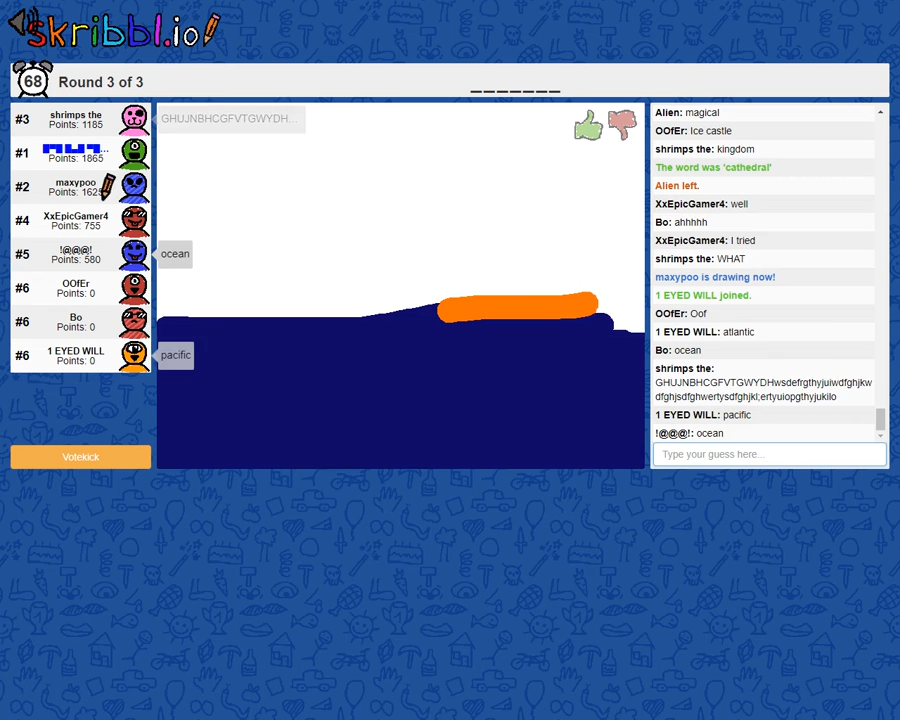 skribbl.io
68
Round 3 of 3
_______
#3
shrimps the
Points: 1185
#1
Points: 1865
#2
maxypoo
Points: 1625
#4
XxEpicGamer4
Points: 755
#5
!@@@!
Points: 580
#6
OOfEr
Points: 0
#6
Bo
Points: 0
#6
1 EYED WILL
Points: 0
Votekick
GHUJNBHCGFVTGWYDH...
ocean
pacific
Alien: magical
OOfEr: Ice castle
shrimps the: kingdom
The word was 'cathedral'
Alien left.
XxEpicGamer4: well
Bo: ahhhhh
XxEpicGamer4: I tried
shrimps the: WHAT
maxypoo is drawing now!
1 EYED WILL joined.
OOfEr: Oof
1 EYED WILL: atlantic
Bo: ocean
shrimps the:
GHUJNBHCGFVTGWYDHwsdefrgthyjuiwdfghjkw
dfghjsdfghwertysdfghjkl;ertyuiopgthyjukilo
1 EYED WILL: pacific
!@@@!: ocean
Type your guess here...